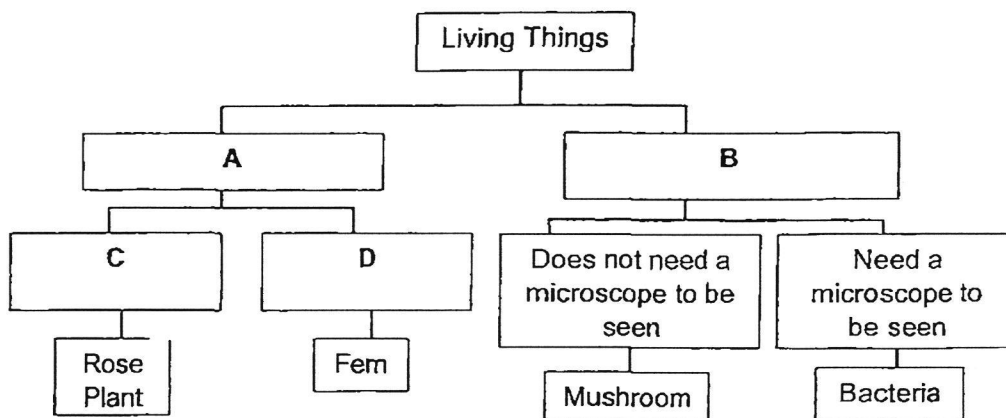 Living Things
A
B
C
D
Does not need a
microscope to be
seen
Need a
microscope to
be seen
Rose
Plant
Fern
Mushroom
Bacteria